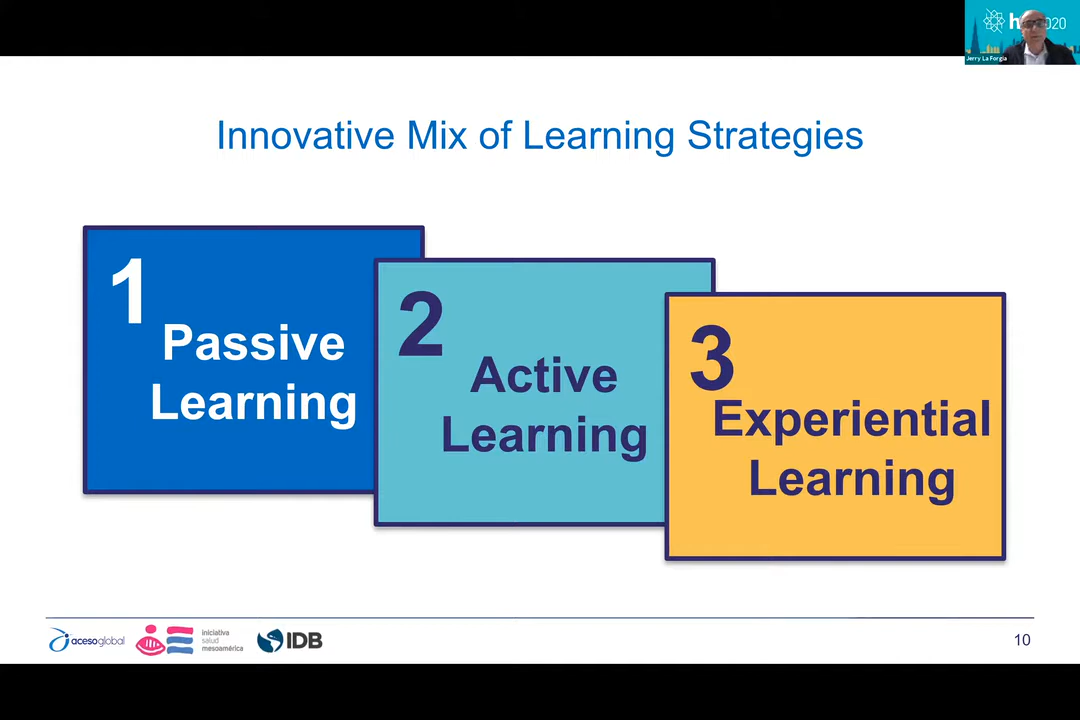 Jerry La Forgia
Innovative Mix of Learning Strategies
1
Passive
Learning
2
Active
Learning
3
Experiential
Learning
acesoglobal
iniciativa
salud
mesoamérica
IDB
10